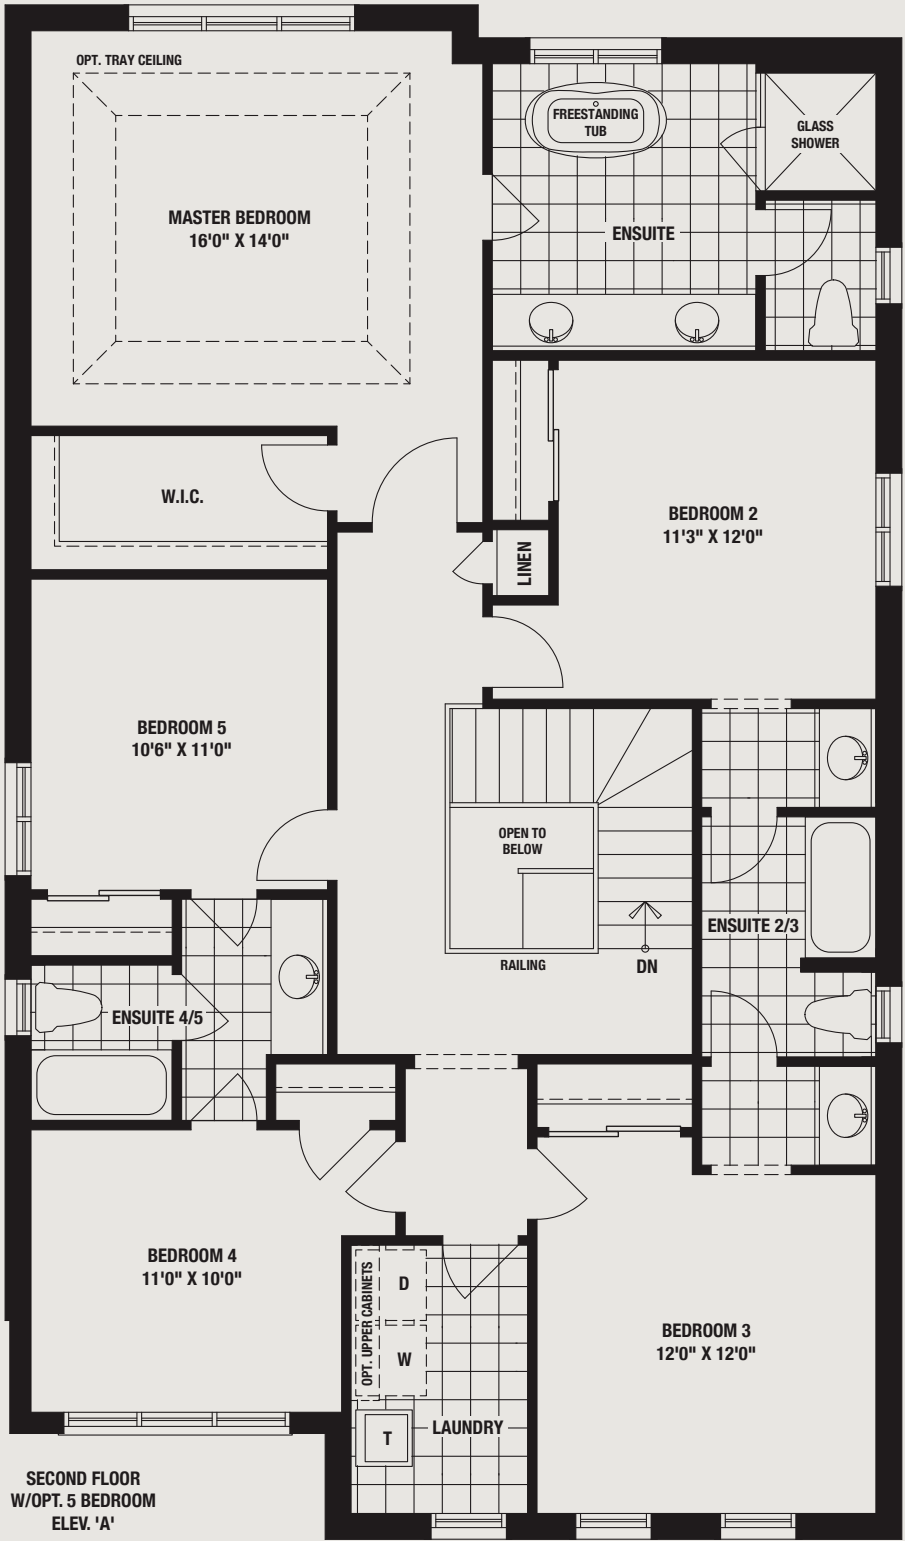 OPT. TRAY CEILING
MASTER BEDROOM
16'0" X 14'0"
FREESTANDING
TUB
GLASS
SHOWER
ENSUITE
W.I.C.
BEDROOM 2
11'3" X 12'0"
LINEN
BEDROOM 5
10'6" X 11'0"
OPEN TO
BELOW
RAILING
DN
ENSUITE 2/3
ENSUITE 4/5
BEDROOM 4
11'0" X 10'0"
OPT. UPPER CABINETS
D
W
T
LAUNDRY
BEDROOM 3
12'0" X 12'0"
SECOND FLOOR
W/OPT. 5 BEDROOM
ELEV. 'A'